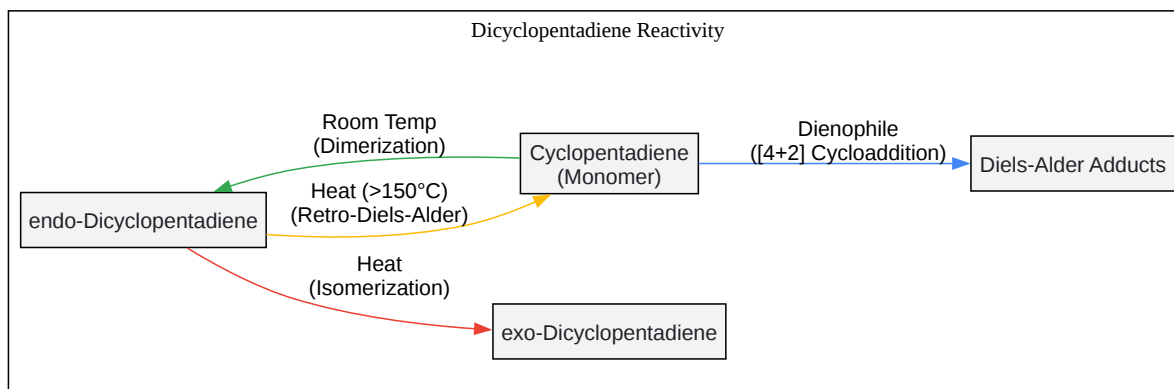 Dicyclopentadiene Reactivity
Room Temp
(Dimerization)
Cyclopentadiene
(Monomer)
Dienophile
([4+2] Cycloaddition)
Diels-Alder Adducts
endo-Dicyclopentadiene
Heat (>150°C)
(Retro-Diels-Alder)
Heat
(Isomerization)
exo-Dicyclopentadiene